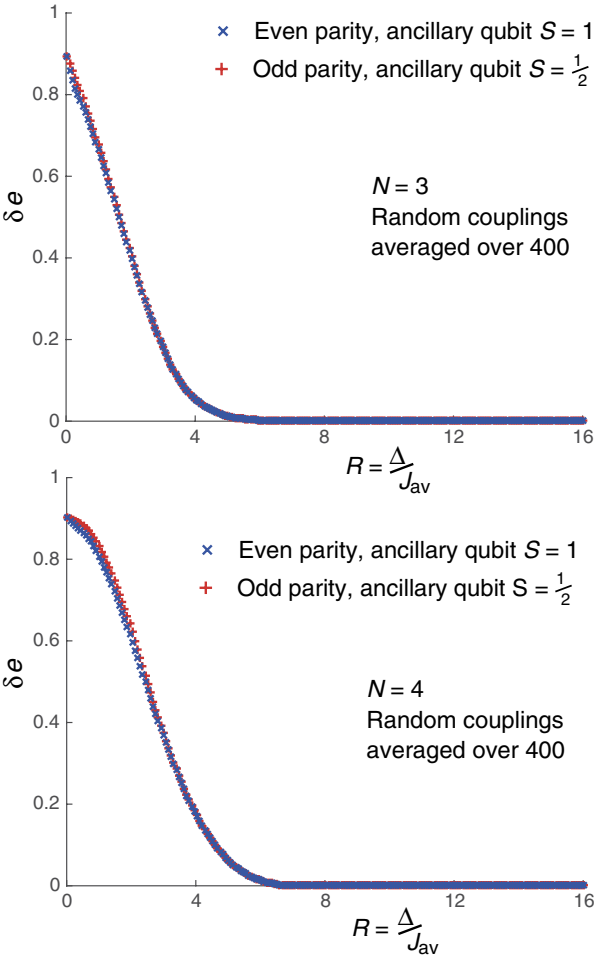 1
× Even parity, ancillary qubit S = 1
+ Odd parity, ancillary qubit S = 1/2
0.8
0.6
N = 3
Random couplings
averaged over 400
δe
0.4
0.2
0
0 4 8 12 16
R = Δ/J_av
1
× Even parity, ancillary qubit S = 1
+ Odd parity, ancillary qubit S = 1/2
0.8
0.6
δe
N = 4
Random couplings
averaged over 400
0.4
0.2
0
0 4 8 12 16
R = Δ/J_av